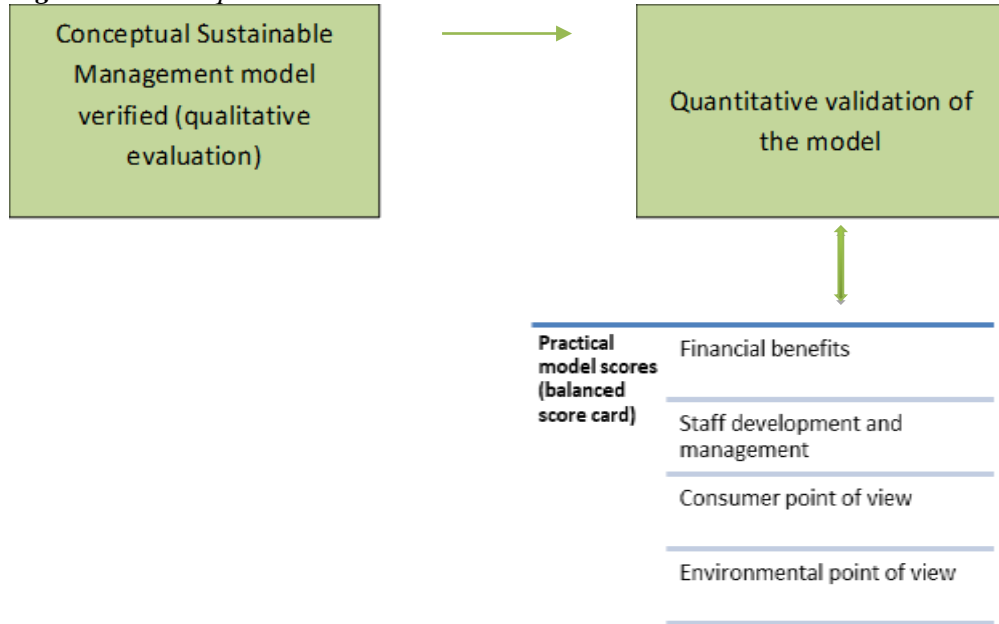 Conceptual Sustainable
Management model
verified (qualitative
evaluation)
Quantitative validation of
the model
Practical
model scores
(balanced
score card)
Financial benefits
Staff development and
management
Consumer point of view
Environmental point of view